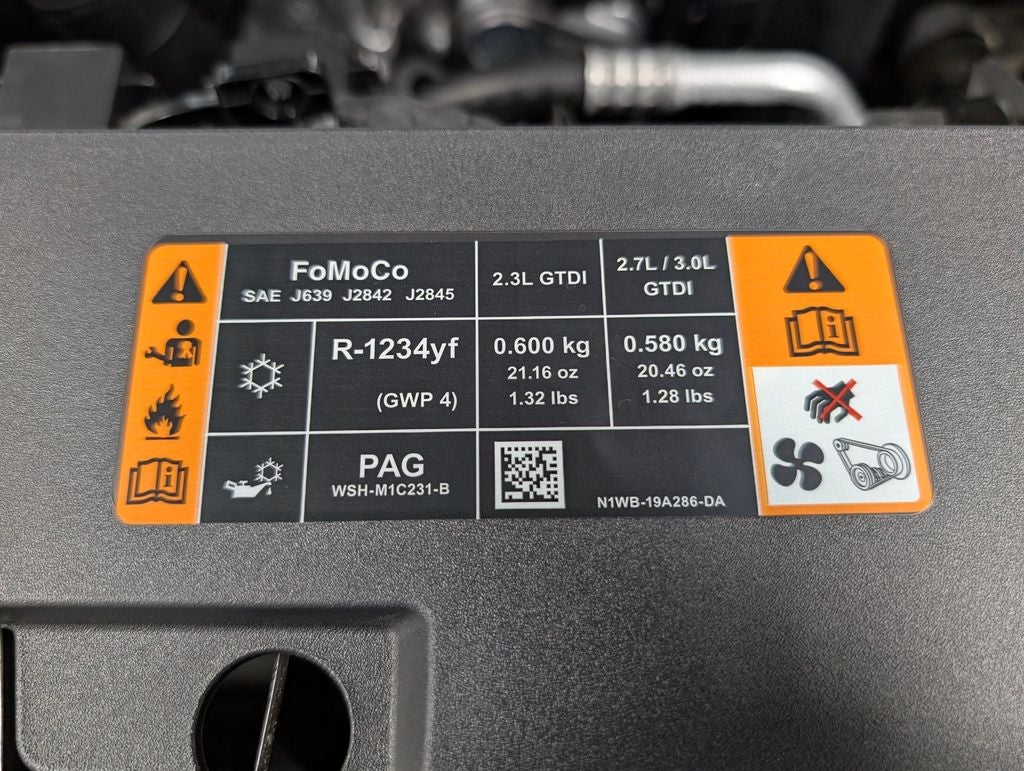 FoMoCo
SAE J639 J2842 J2845
2.3L GTDI
2.7L / 3.0L
GTDI
R-1234yf
(GWP 4)
0.600 kg
21.16 oz
1.32 lbs
0.580 kg
20.46 oz
1.28 lbs
PAG
WSH-M1C231-B
N1WB-19A286-DA